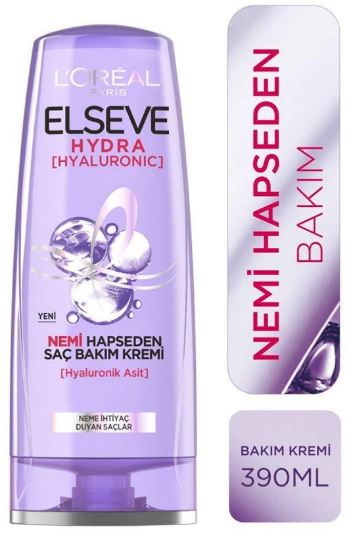 L'ORÉAL
PARIS
ELSEVE
HYDRA
[HYALURONIC]
YENİ
NEMİ HAPSEDEN
SAÇ BAKIM KREMİ
[Hyaluronik Asit]
NEME İHTİYAÇ
DUYAN SAÇLAR
NEMİ HAPSEDEN
BAKIM
BAKIM KREMİ
390ML